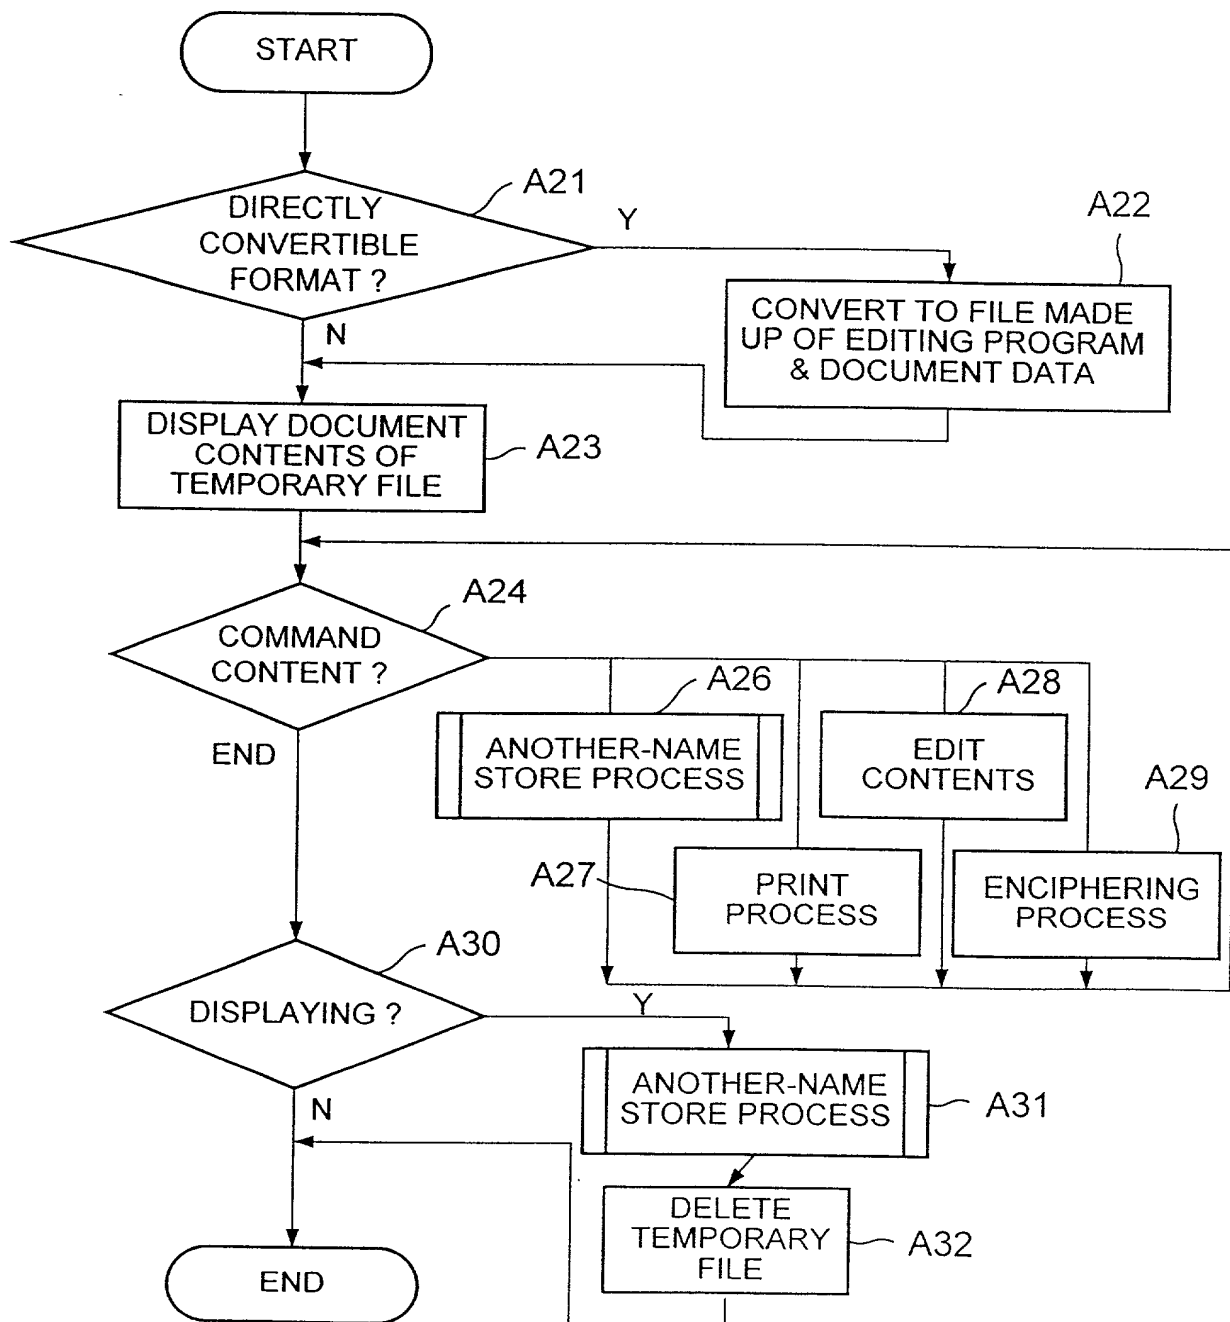 START
A21
DIRECTLY
CONVERTIBLE
FORMAT ?
Y
N
A22
CONVERT TO FILE MADE
UP OF EDITING PROGRAM
& DOCUMENT DATA
DISPLAY DOCUMENT
CONTENTS OF
TEMPORARY FILE
A23
A24
COMMAND
CONTENT ?
END
A26
ANOTHER-NAME
STORE PROCESS
A28
EDIT
CONTENTS
A27
PRINT
PROCESS
A29
ENCIPHERING
PROCESS
A30
DISPLAYING ?
Y
N
ANOTHER-NAME
STORE PROCESS
A31
DELETE
TEMPORARY
FILE
A32
END